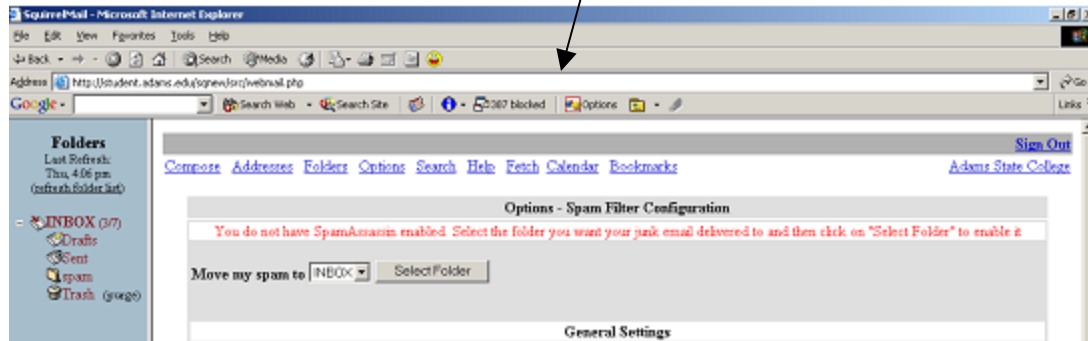 SquirrelMail - Microsoft Internet Explorer
File Edit View Favorites Tools Help
Back Search Media
Address http://student.adams.edu/sqnew/src/webmail.php Go
Google Search Web Search Site 387 blocked Options Links
Folders
Last Refresh:
Thu, 4:06 pm
(refresh folder list)
INBOX (3/7)
Drafts
Sent
spam
Trash (purge)
Sign Out
Compose Addresses Folders Options Search Help Fetch Calendar Bookmarks Adams State College
Options - Spam Filter Configuration
You do not have SpamAssassin enabled. Select the folder you want your junk email delivered to and then click on "Select Folder" to enable it
Move my spam to INBOX Select Folder
General Settings